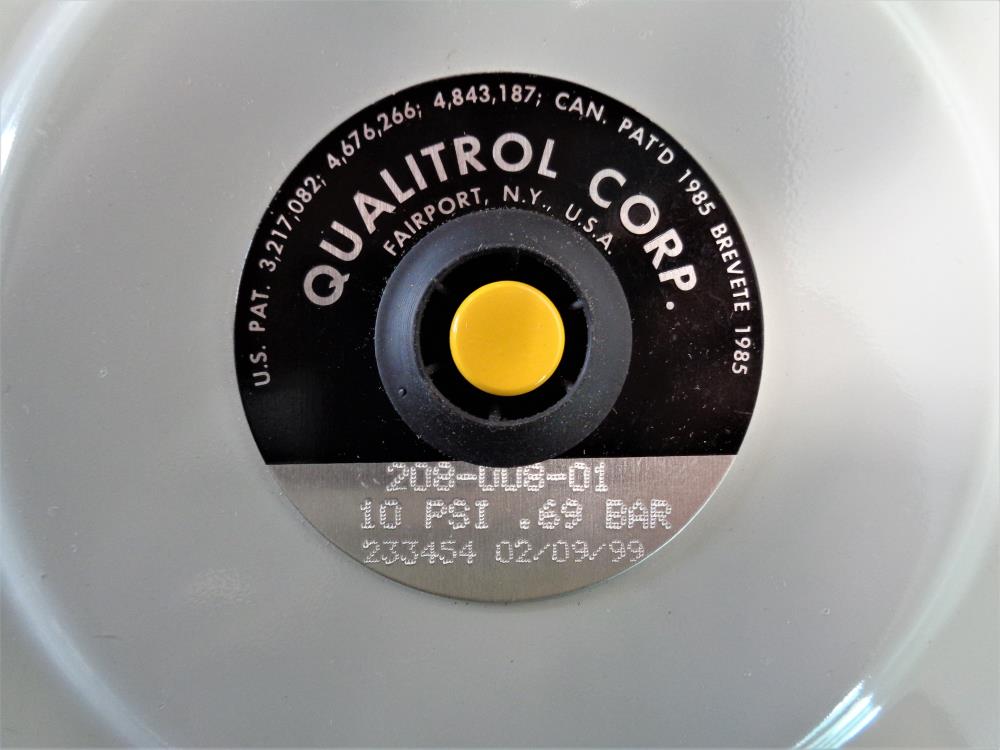 U.S. PAT. 3,217,082; 4,676,266; 4,843,187; CAN. PAT'D 1985 BREVETE 1985
QUALITROL CORP.
FAIRPORT, N.Y., U.S.A.
208-008-01
10 PSI .69 BAR
233454 02/09/99